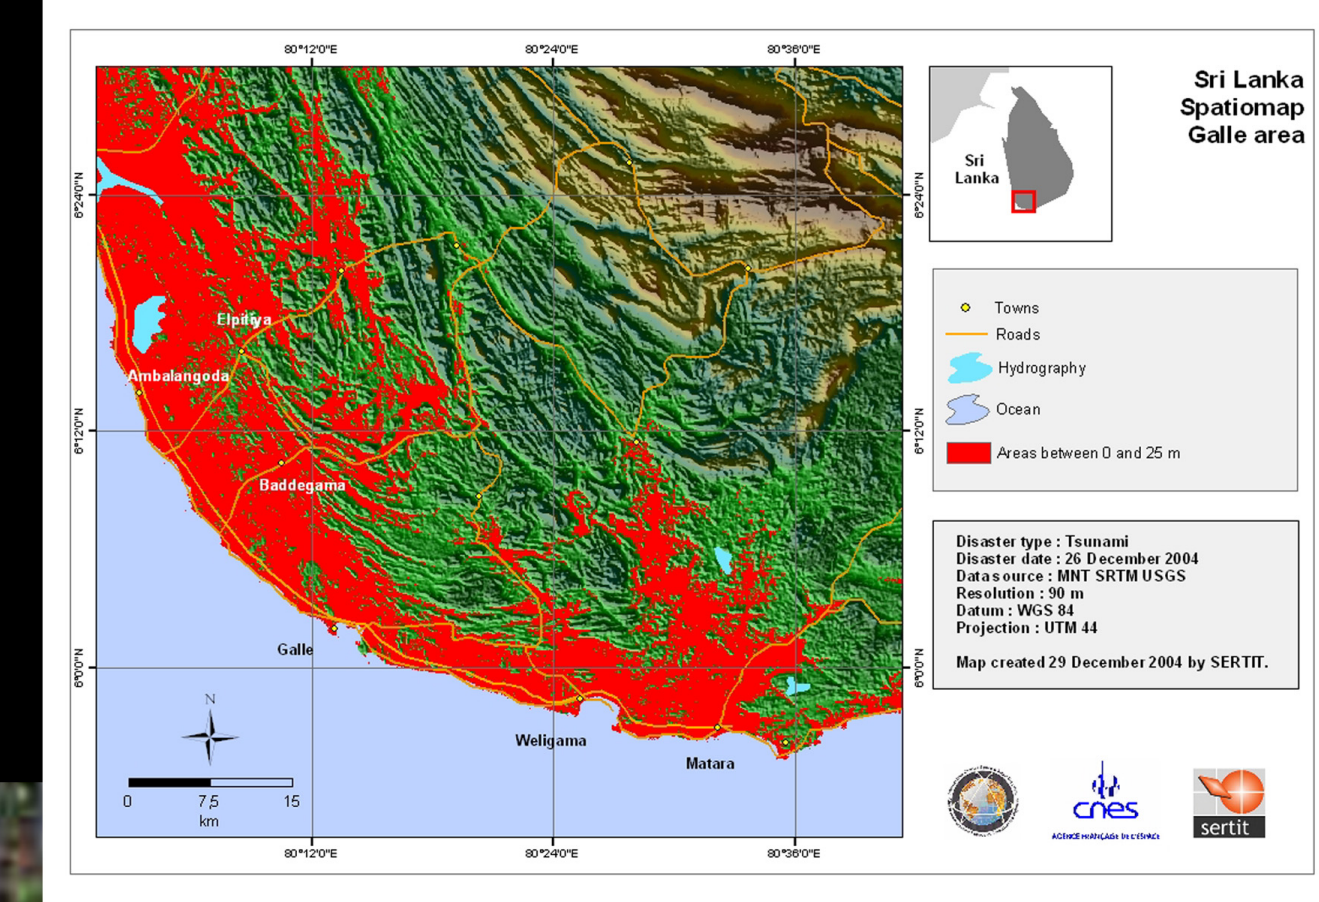 80°12'0"E
80°24'0"E
80°36'0"E
Sri Lanka
Spatiomap
Galle area
Sri
Lanka
6°24'0"N
6°24'0"N
Elpitiya
Ambalangoda
Baddegama
6°12'0"N
6°12'0"N
Towns
Roads
Hydrography
Ocean
Areas between 0 and 25 m
Disaster type : Tsunami
Disaster date : 26 December 2004
Data source : MNT SRTM USGS
Resolution : 90 m
Datum : WGS 84
Projection : UTM 44
Map created 29 December 2004 by SERTIT.
Galle
6°0'0"N
6°0'0"N
N
Weligama
Matara
0
7,5
15
km
cnes
AGENCE FRANÇAISE DE L'ESPACE
sertit
80°12'0"E
80°24'0"E
80°36'0"E